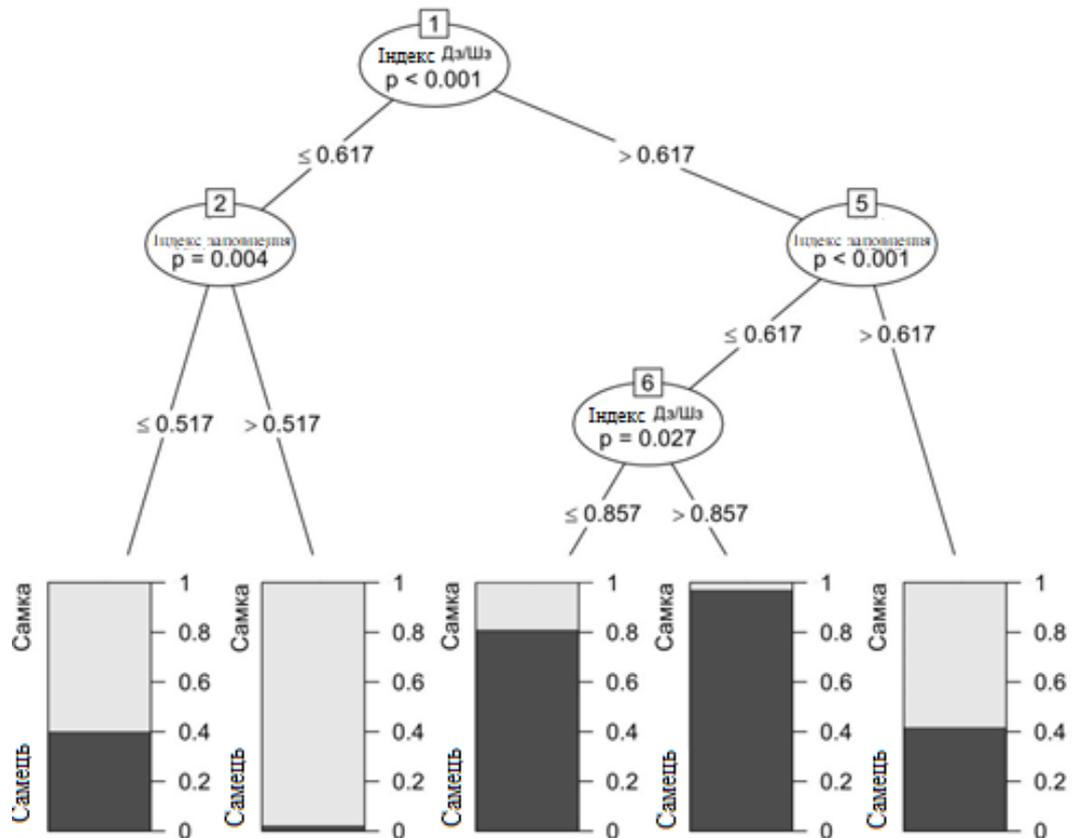 1
Індекс Дз/Шз
p < 0.001
≤ 0.617
> 0.617
2
Індекс заповнення
p = 0.004
5
Індекс заповнення
p < 0.001
≤ 0.617
> 0.617
6
Індекс Дз/Шз
p = 0.027
≤ 0.517
> 0.517
≤ 0.857
> 0.857
Самка
Самець
1
0.8
0.6
0.4
0.2
0
Самка
Самець
1
0.8
0.6
0.4
0.2
0
Самка
Самець
1
0.8
0.6
0.4
0.2
0
Самка
Самець
1
0.8
0.6
0.4
0.2
0
Самка
Самець
1
0.8
0.6
0.4
0.2
0